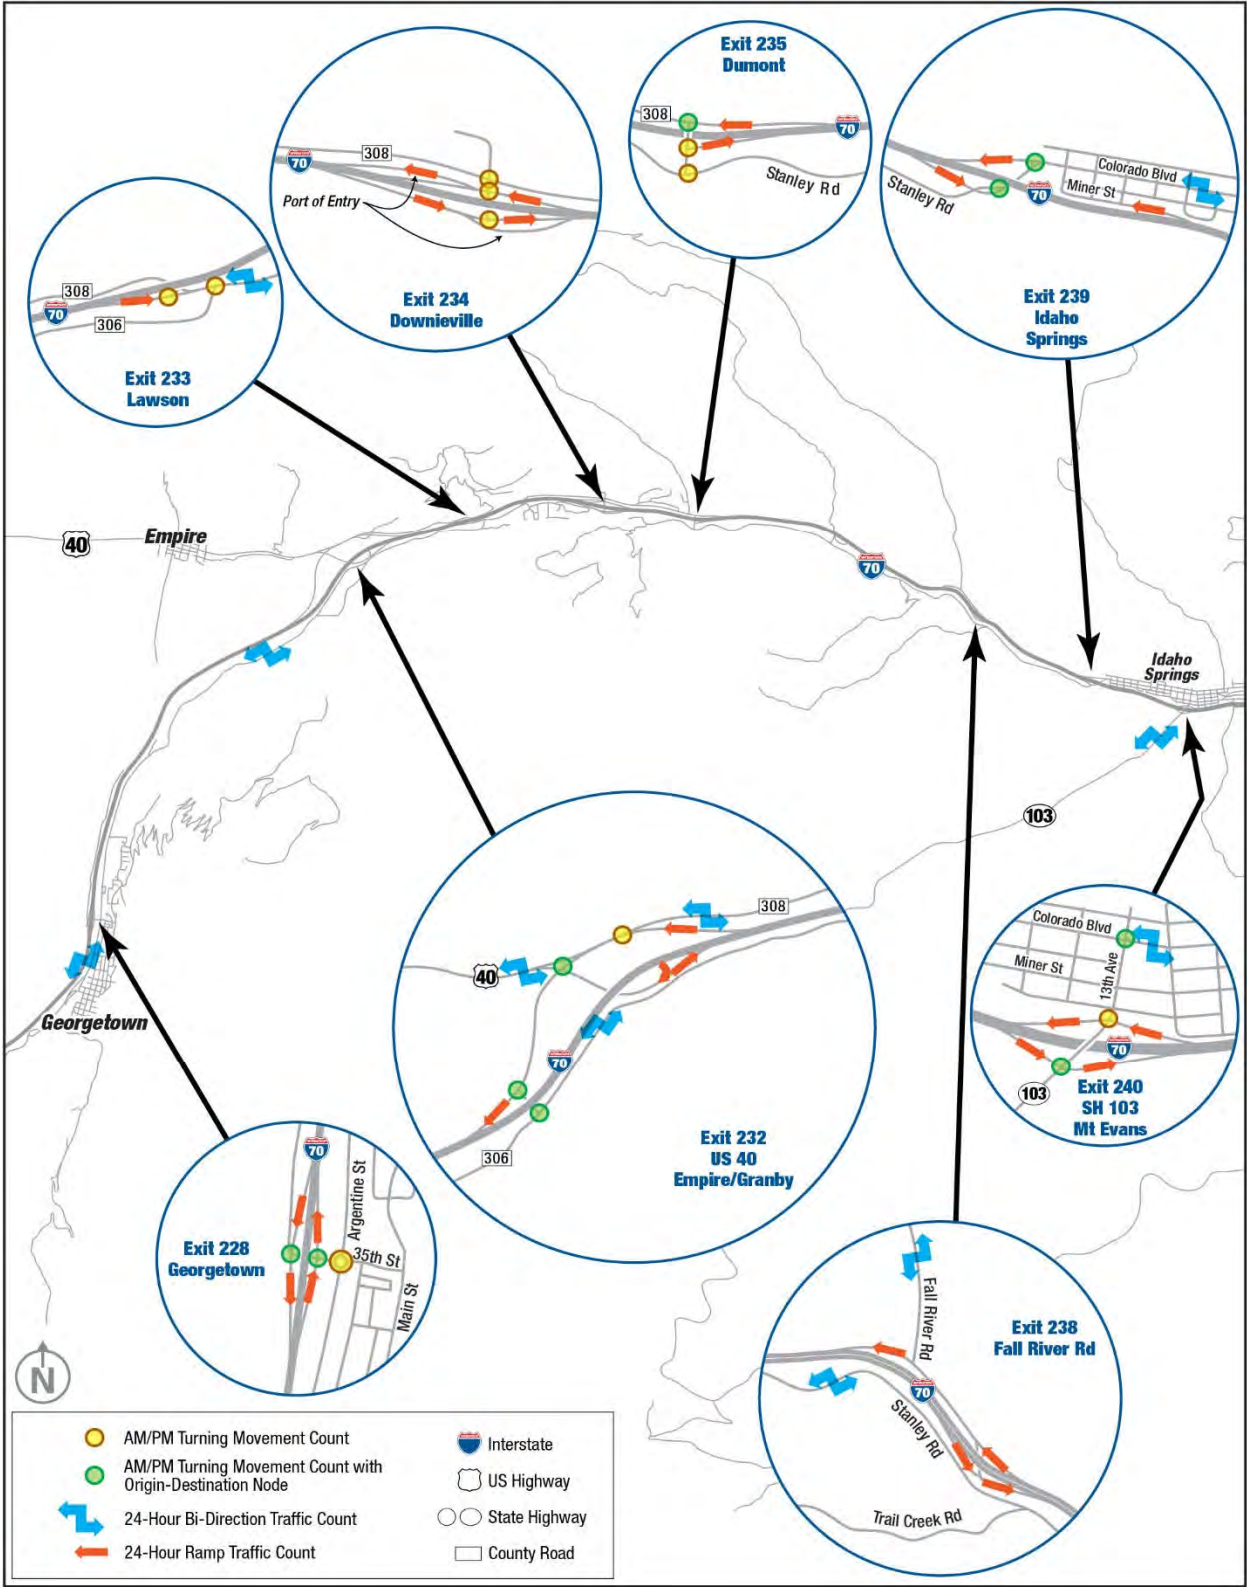 Exit 235
Dumont
308
70
Stanley Rd
308
70
Port of Entry
Exit 234
Downieville
Colorado Blvd
Miner St
Stanley Rd
70
Exit 239
Idaho
Springs
308
70
306
Exit 233
Lawson
40
Empire
70
Idaho
Springs
103
Georgetown
308
40
70
306
Exit 232
US 40
Empire/Granby
Colorado Blvd
Miner St
13th Ave
70
103
Exit 240
SH 103
Mt Evans
70
Argentine St
35th St
Main St
Exit 228
Georgetown
Fall River Rd
Exit 238
Fall River Rd
70
Stanley Rd
Trail Creek Rd
N
AM/PM Turning Movement Count
AM/PM Turning Movement Count with
Origin-Destination Node
24-Hour Bi-Direction Traffic Count
24-Hour Ramp Traffic Count
Interstate
US Highway
State Highway
County Road